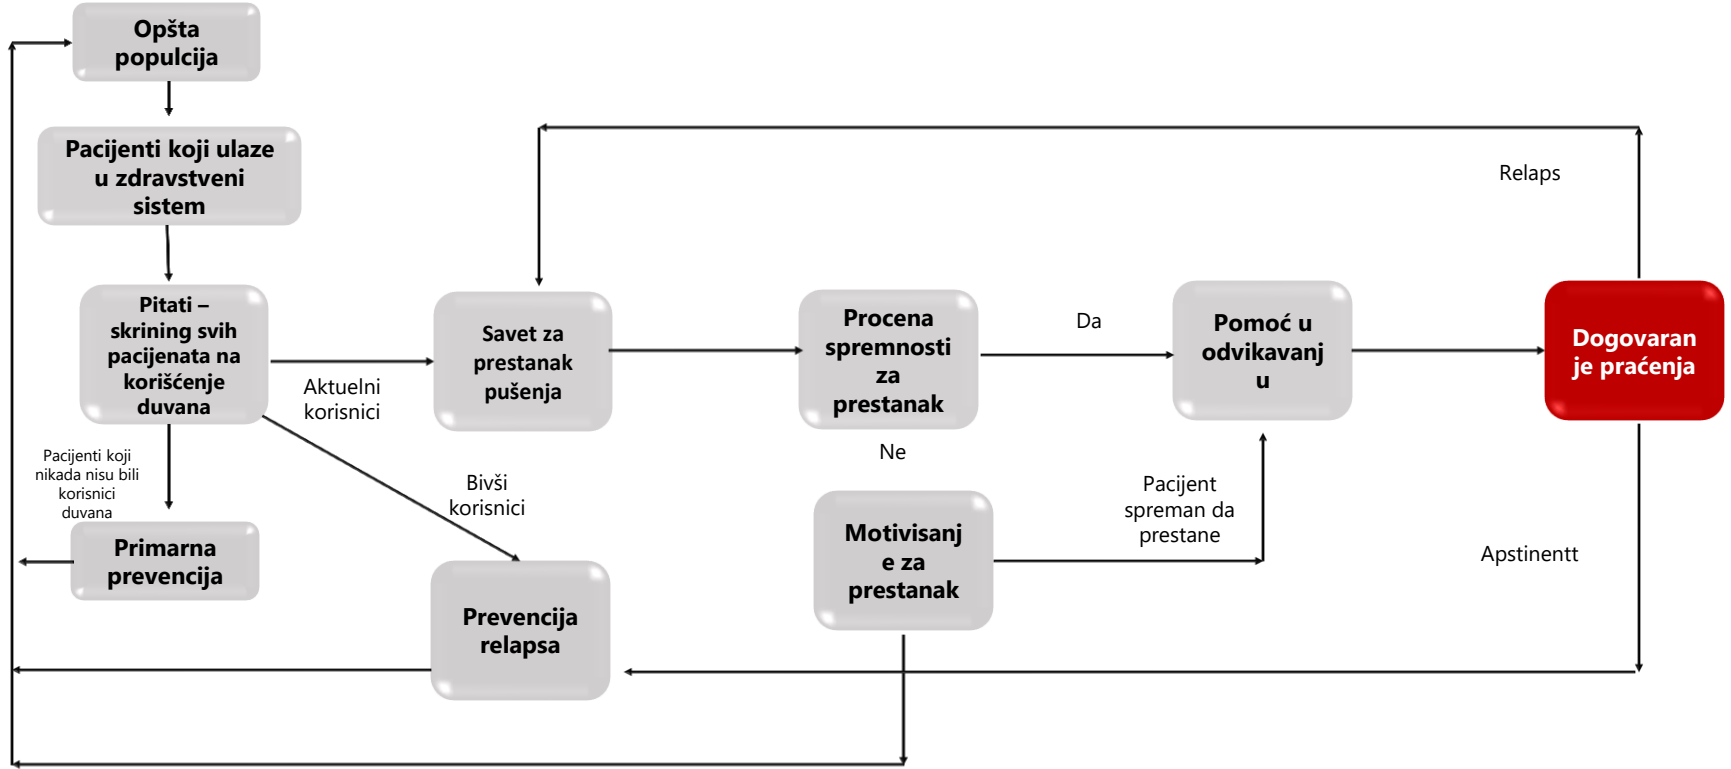 Opšta
populcija
Pacijenti koji ulaze
u zdravstveni
sistem
Relaps
Pitati –
skrining svih
pacijenata na
korišćenje
duvana
Aktuelni
korisnici
Savet za
prestanak
pušenja
Procena
spremnosti
za
prestanak
Da
Pomoć u
odvikavanj
u
Dogovaran
je praćenja
Pacijenti koji
nikada nisu bili
korisnici
duvana
Bivši
korisnici
Ne
Pacijent
spreman da
prestane
Primarna
prevencija
Motivisanj
e za
prestanak
Apstinentt
Prevencija
relapsa